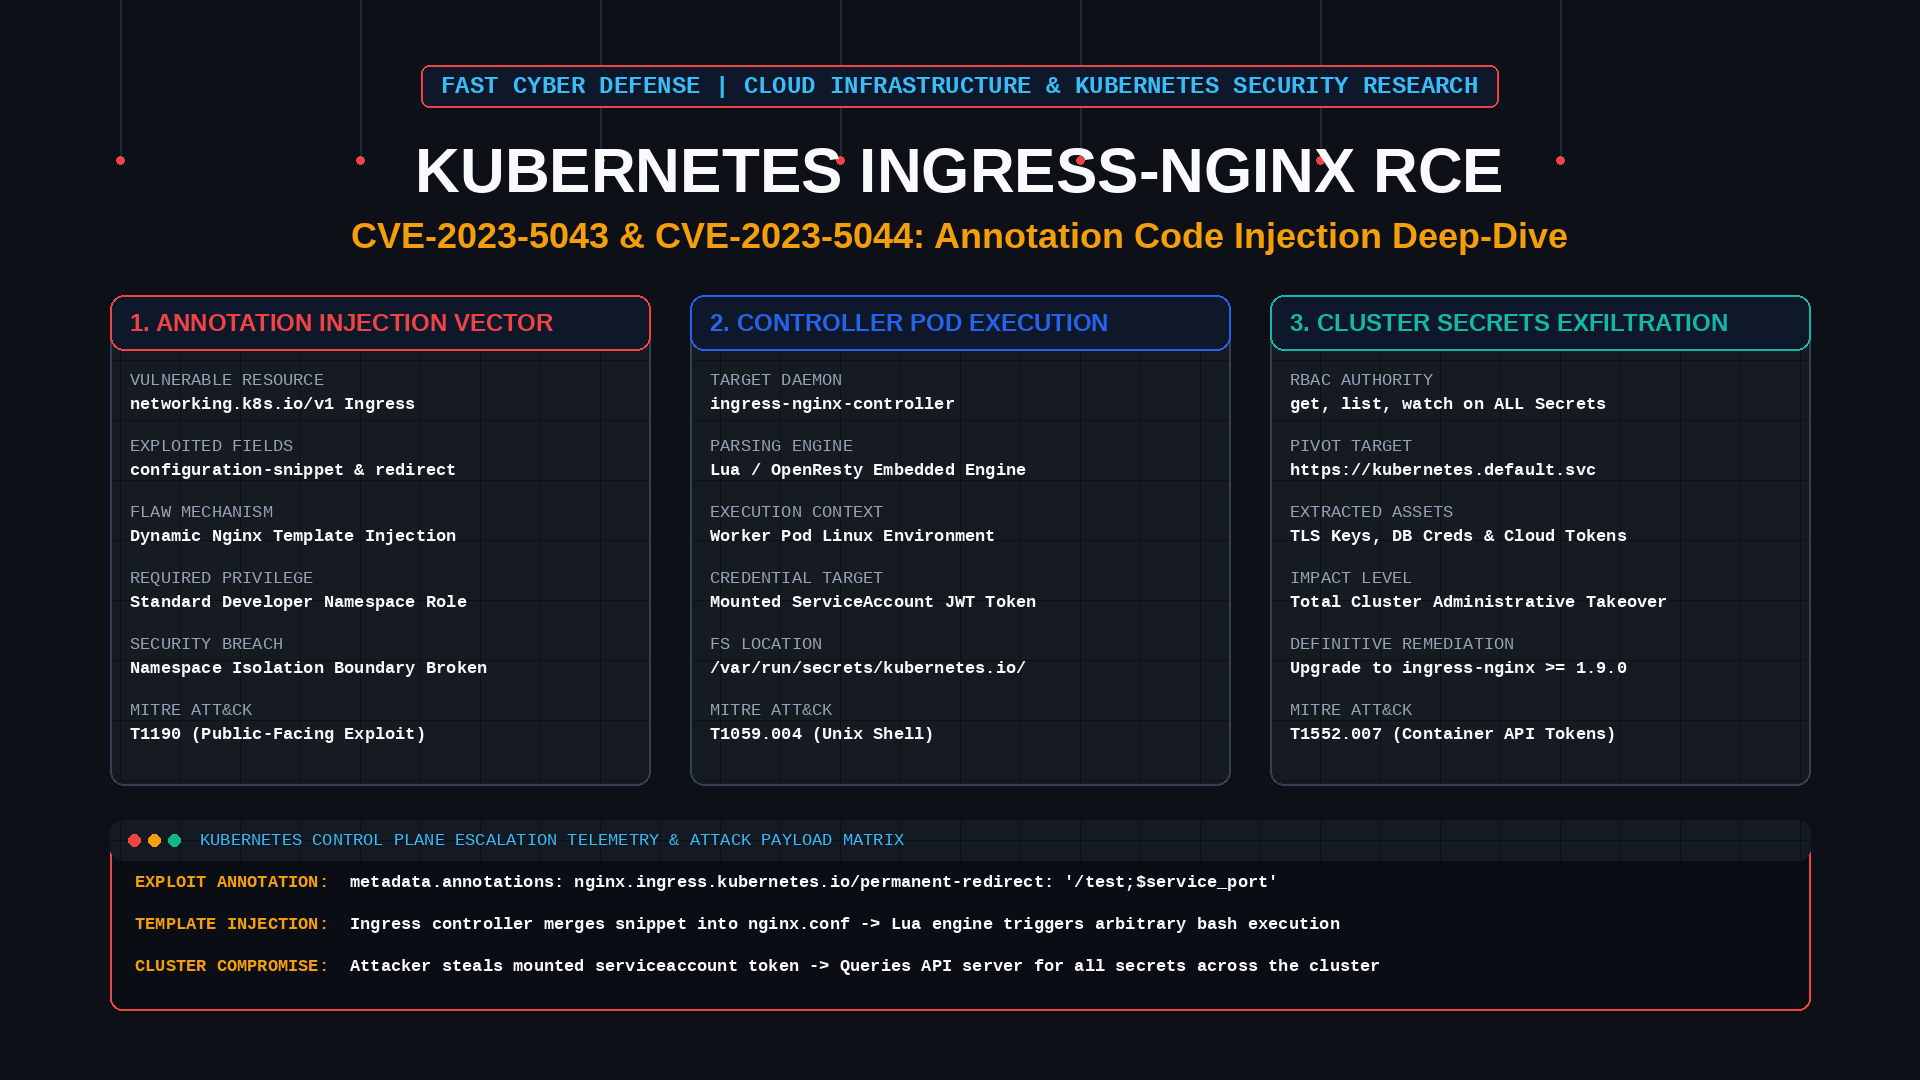 FAST CYBER DEFENSE | CLOUD INFRASTRUCTURE & KUBERNETES SECURITY RESEARCH
KUBERNETES INGRESS-NGINX RCE
CVE-2023-5043 & CVE-2023-5044: Annotation Code Injection Deep-Dive
1. ANNOTATION INJECTION VECTOR
VULNERABLE RESOURCE
networking.k8s.io/v1 Ingress
EXPLOITED FIELDS
configuration-snippet & redirect
FLAW MECHANISM
Dynamic Nginx Template Injection
REQUIRED PRIVILEGE
Standard Developer Namespace Role
SECURITY BREACH
Namespace Isolation Boundary Broken
MITRE ATT&CK
T1190 (Public-Facing Exploit)
2. CONTROLLER POD EXECUTION
TARGET DAEMON
ingress-nginx-controller
PARSING ENGINE
Lua / OpenResty Embedded Engine
EXECUTION CONTEXT
Worker Pod Linux Environment
CREDENTIAL TARGET
Mounted ServiceAccount JWT Token
FS LOCATION
/var/run/secrets/kubernetes.io/
MITRE ATT&CK
T1059.004 (Unix Shell)
3. CLUSTER SECRETS EXFILTRATION
RBAC AUTHORITY
get, list, watch on ALL Secrets
PIVOT TARGET
https://kubernetes.default.svc
EXTRACTED ASSETS
TLS Keys, DB Creds & Cloud Tokens
IMPACT LEVEL
Total Cluster Administrative Takeover
DEFINITIVE REMEDIATION
Upgrade to ingress-nginx >= 1.9.0
MITRE ATT&CK
T1552.007 (Container API Tokens)
KUBERNETES CONTROL PLANE ESCALATION TELEMETRY & ATTACK PAYLOAD MATRIX
EXPLOIT ANNOTATION: metadata.annotations: nginx.ingress.kubernetes.io/permanent-redirect: '/test;$service_port'
TEMPLATE INJECTION: Ingress controller merges snippet into nginx.conf -> Lua engine triggers arbitrary bash execution
CLUSTER COMPROMISE: Attacker steals mounted serviceaccount token -> Queries API server for all secrets across the cluster